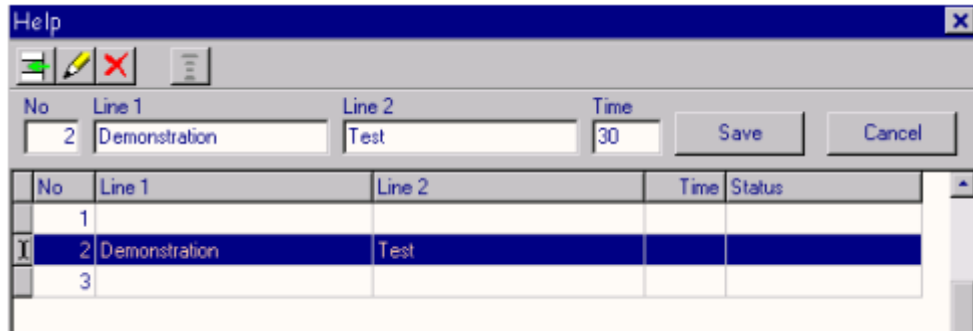 Help
No Line 1 Line 2 Time
2 Demonstration Test 30 Save Cancel
No Line 1 Line 2 Time Status
1
2 Demonstration Test
3